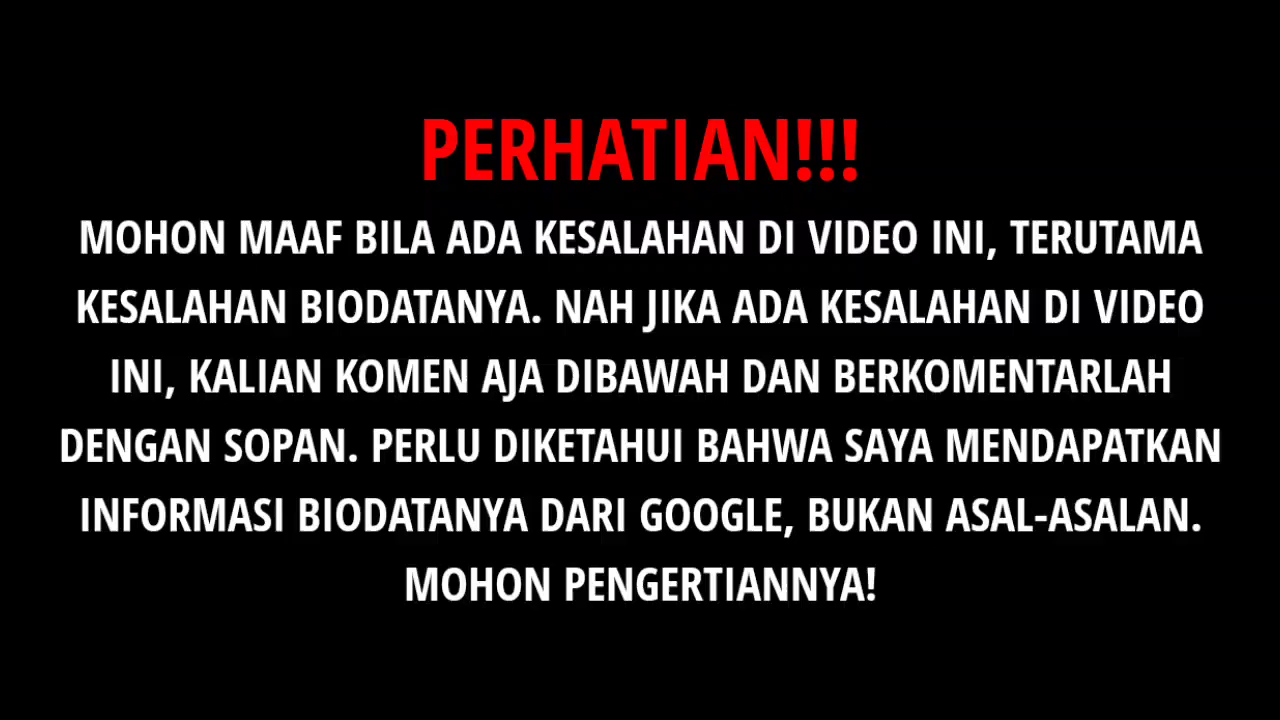 PERHATIAN!!!
MOHON MAAF BILA ADA KESALAHAN DI VIDEO INI, TERUTAMA
KESALAHAN BIODATANYA. NAH JIKA ADA KESALAHAN DI VIDEO
INI, KALIAN KOMEN AJA DIBAWAH DAN BERKOMENTARLAH
DENGAN SOPAN. PERLU DIKETAHUI BAHWA SAYA MENDAPATKAN
INFORMASI BIODATANYA DARI GOOGLE, BUKAN ASAL-ASALAN.
MOHON PENGERTIANNYA!